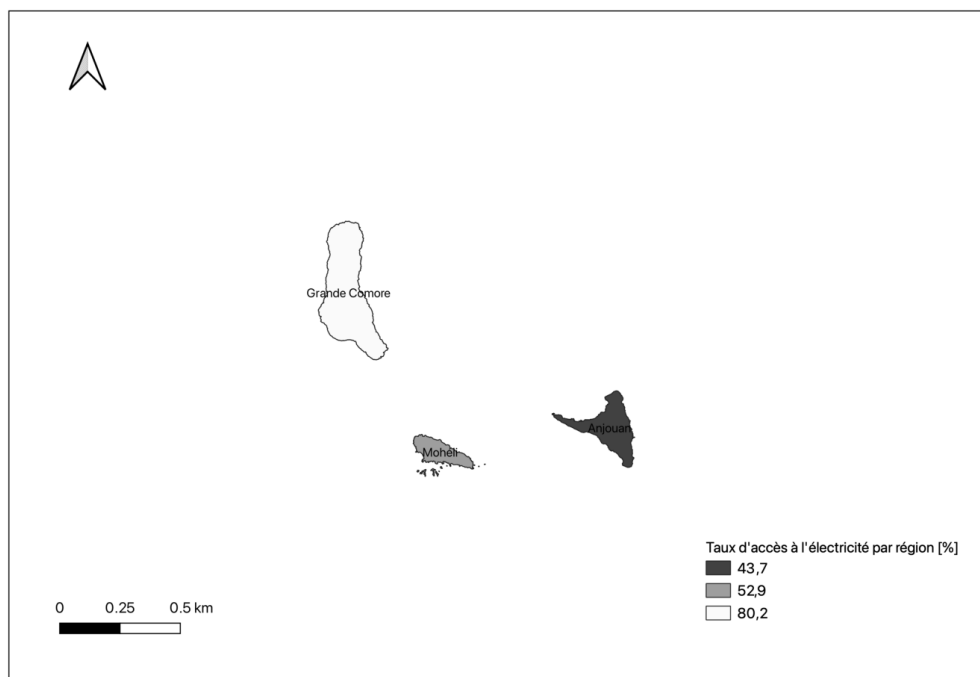 Grande Comore
Anjouan
Mohéli
Taux d'accès à l'électricité par région [%]
43,7
52,9
80,2
0 0.25 0.5 km